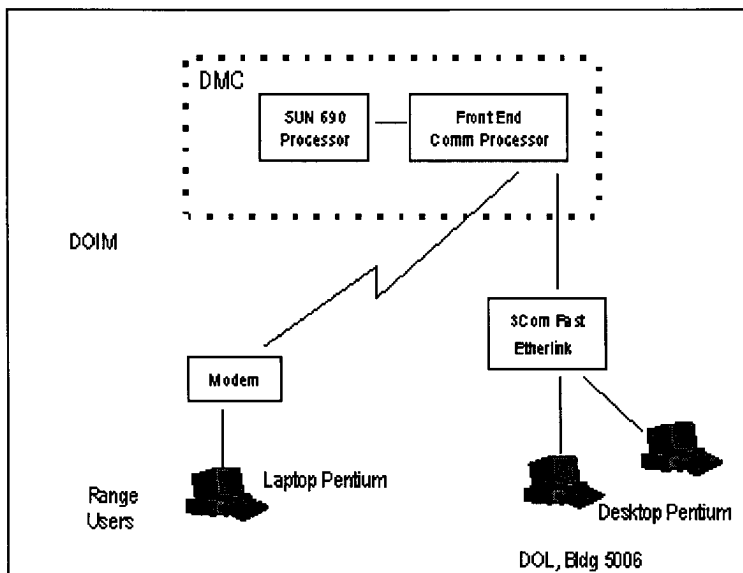 DMC
SUN 690
Processor
Front End
Comm Processor
DOIM
3Com Fast
Etherlink
Modem
Laptop Pentium
Range
Users
Desktop Pentium
DOL, Bldg 5006